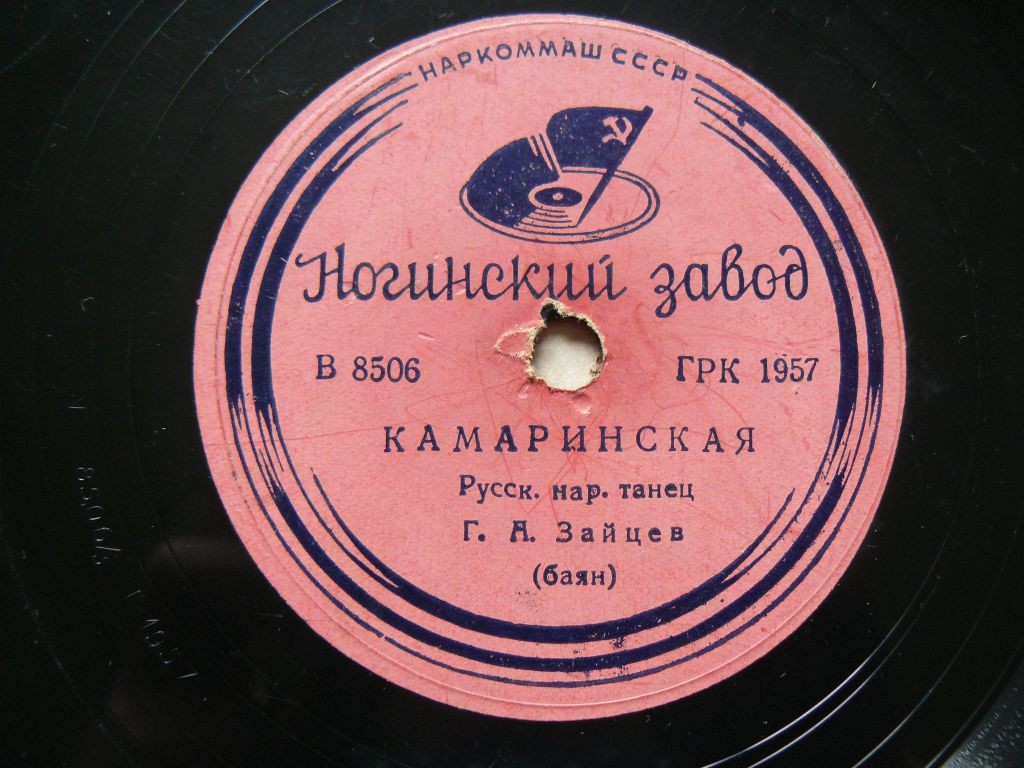 НАРКОММАШ СССР
Ногинский завод
В 8506 ГРК 1957
КАМАРИНСКАЯ
Русск. нар. танец
Г. А. Зайцев
(баян)